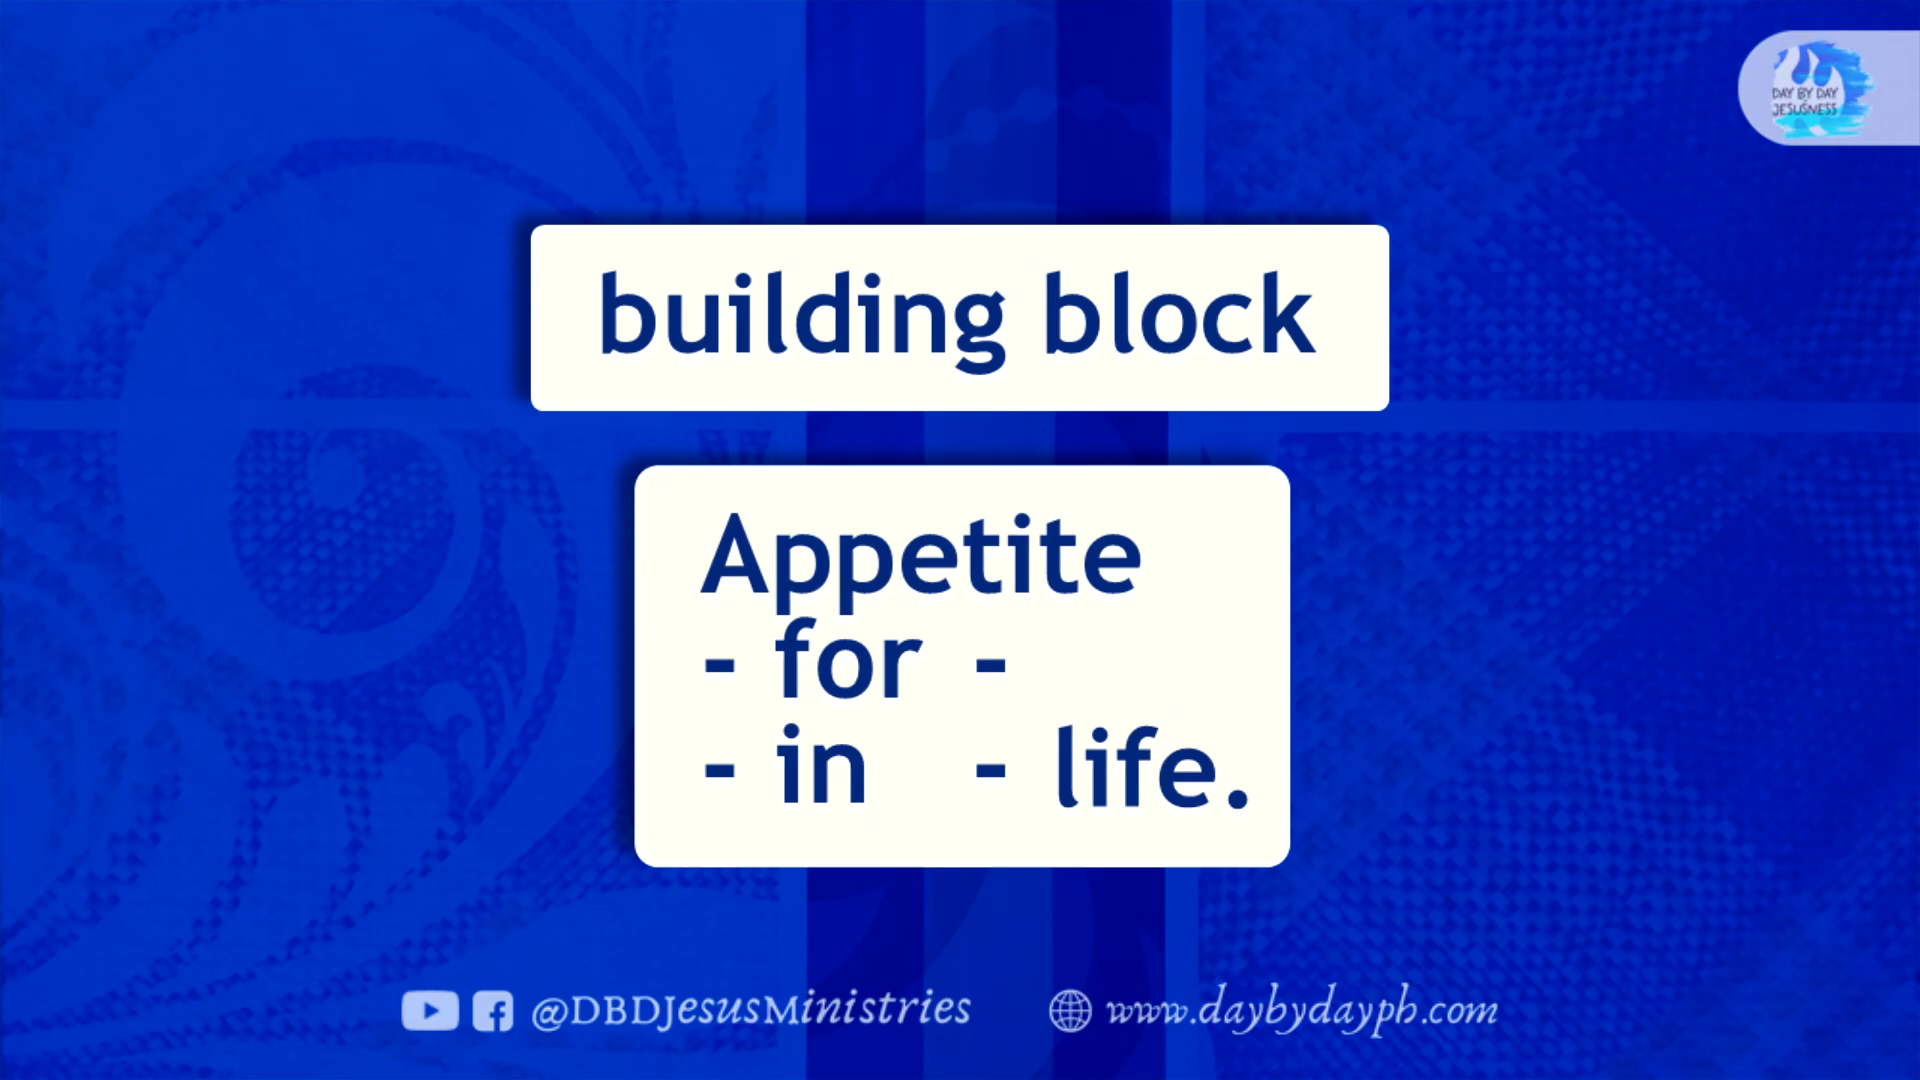 DAY BY DAY
JESUSNESS
building block
Appetite
- for -
- in - life.
@DBDJesusMinistries
www.daybydayph.com